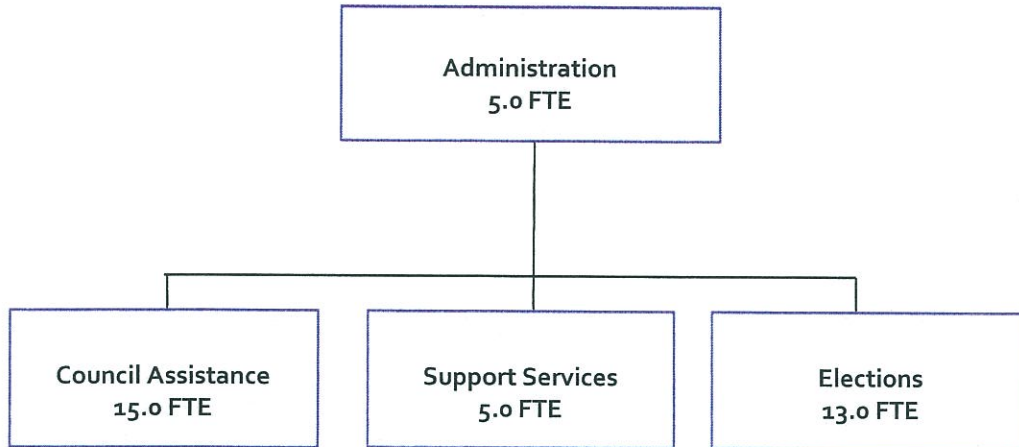 Administration
5.0 FTE
Council Assistance
15.0 FTE
Support Services
5.0 FTE
Elections
13.0 FTE